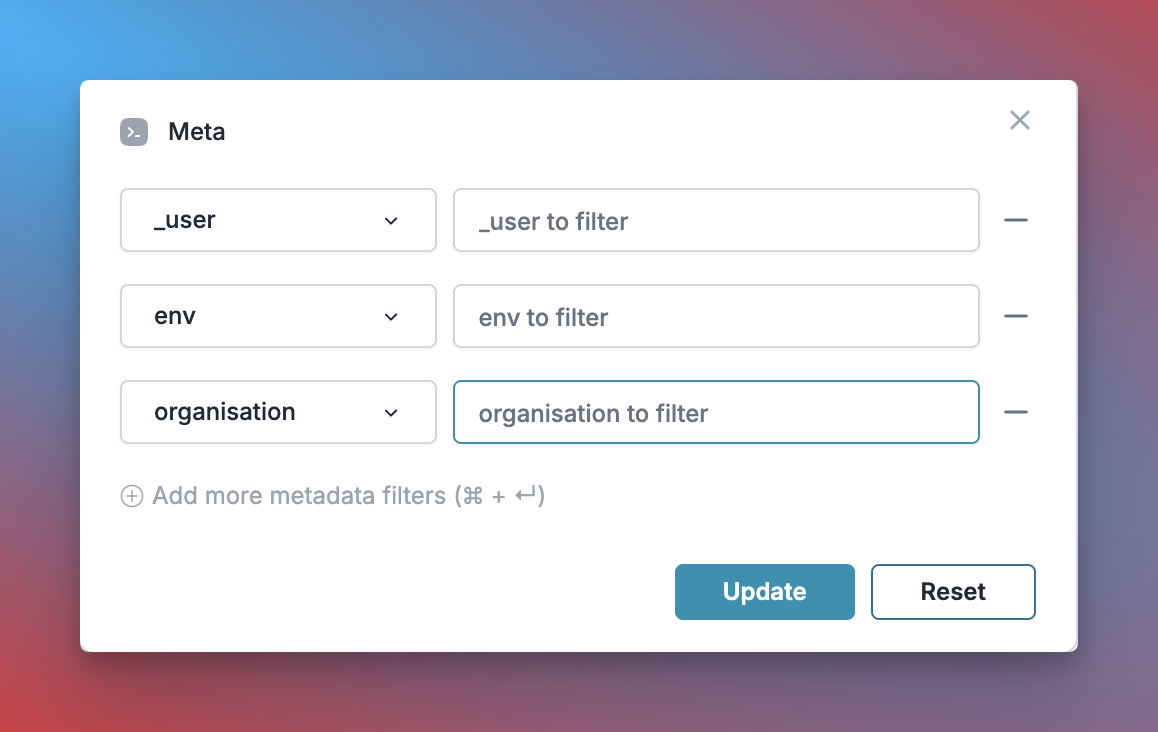 Meta
_user
_user to filter
env
env to filter
organisation
organisation to filter
Add more metadata filters (⌘ + ↵)
Update
Reset